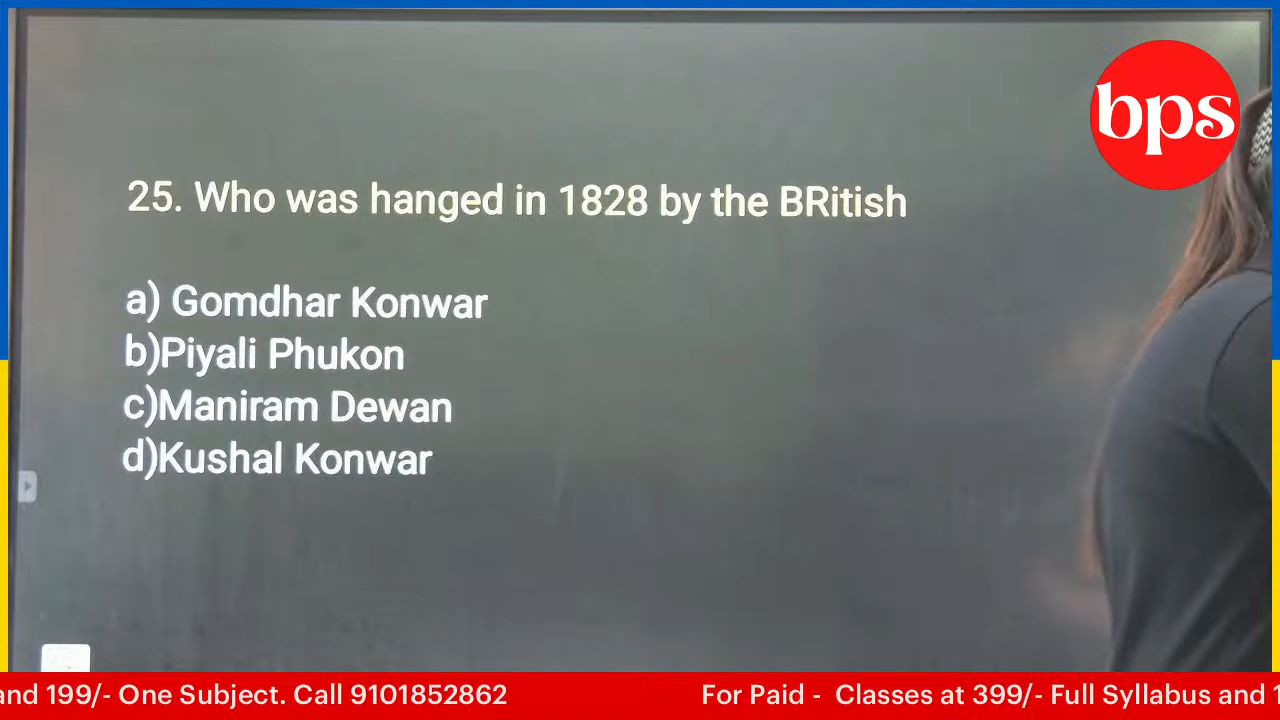 bps
25. Who was hanged in 1828 by the BRitish
a) Gomdhar Konwar
b)Piyali Phukon
c)Maniram Dewan
d)Kushal Konwar
and 199/- One Subject. Call 9101852862 For Paid - Classes at 399/- Full Syllabus and 1